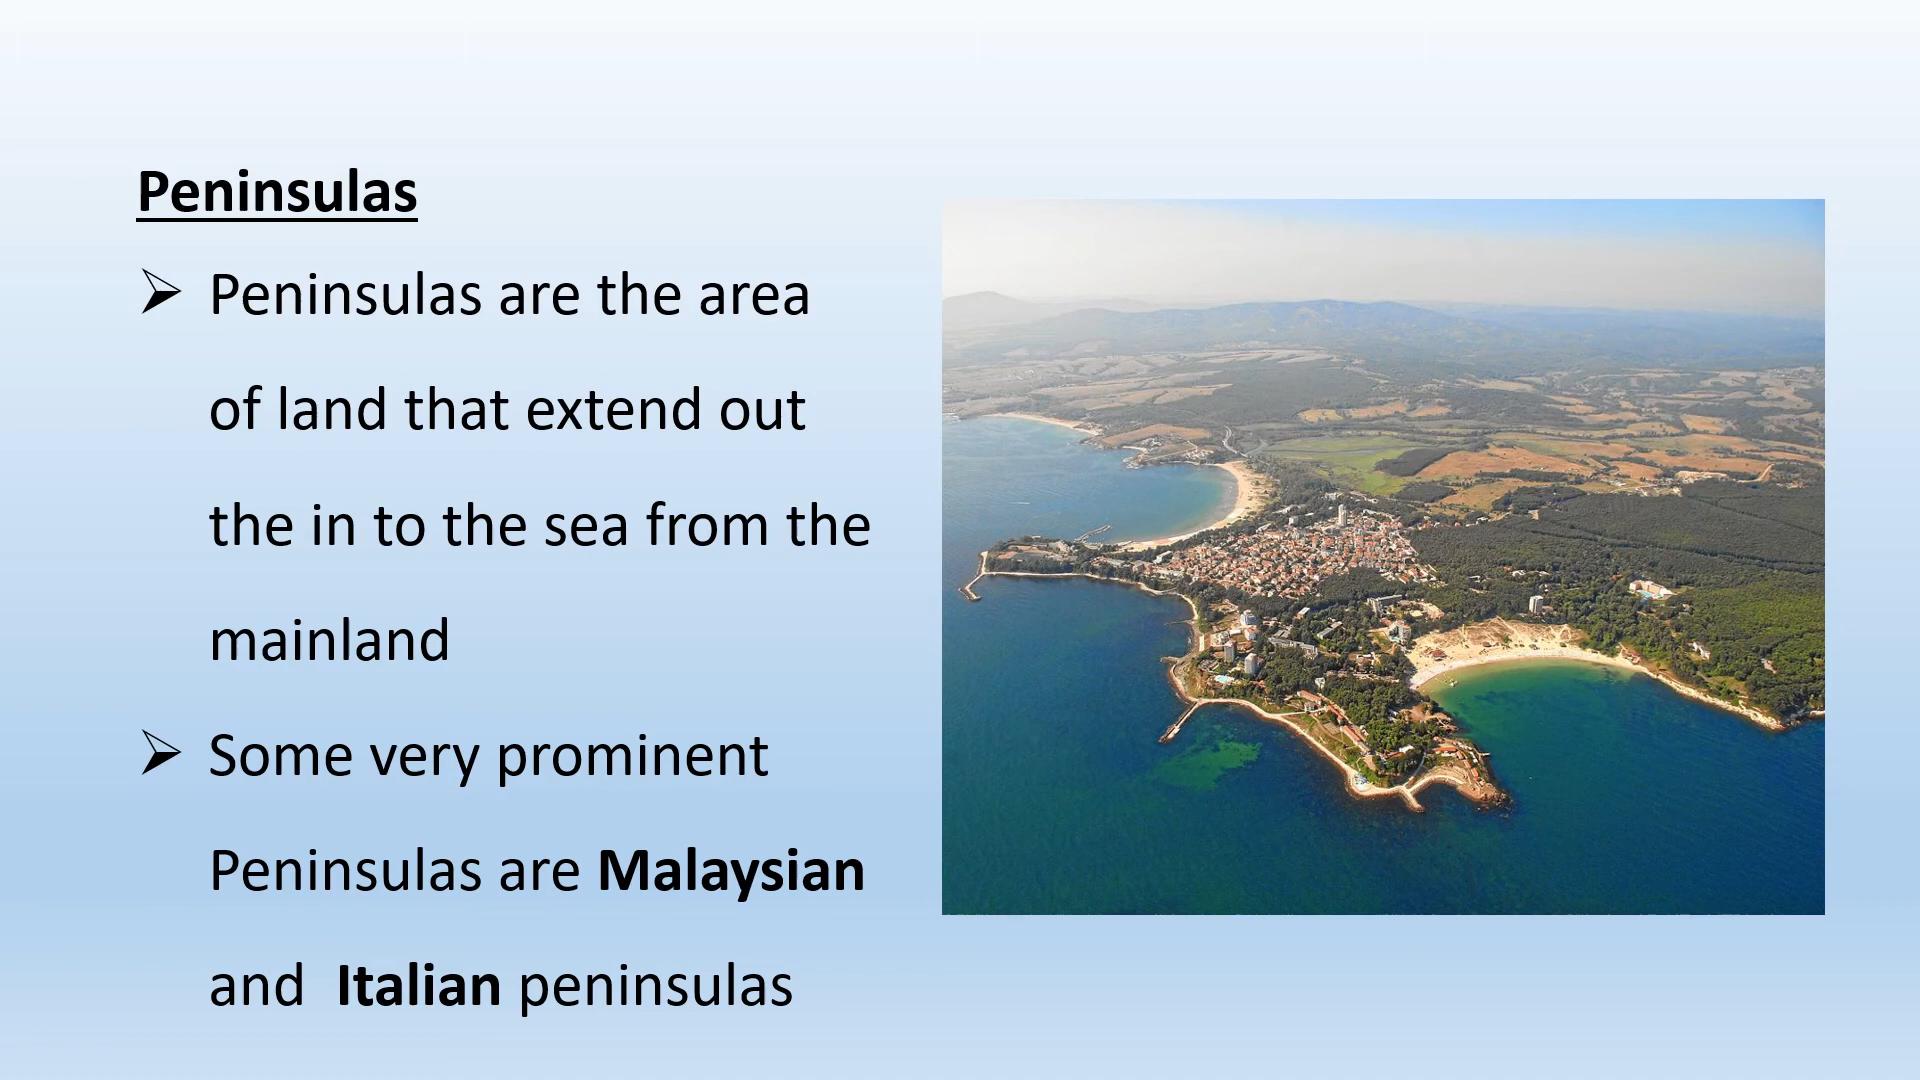 Peninsulas
➢ Peninsulas are the area
of land that extend out
the in to the sea from the
mainland
➢ Some very prominent
Peninsulas are Malaysian
and Italian peninsulas